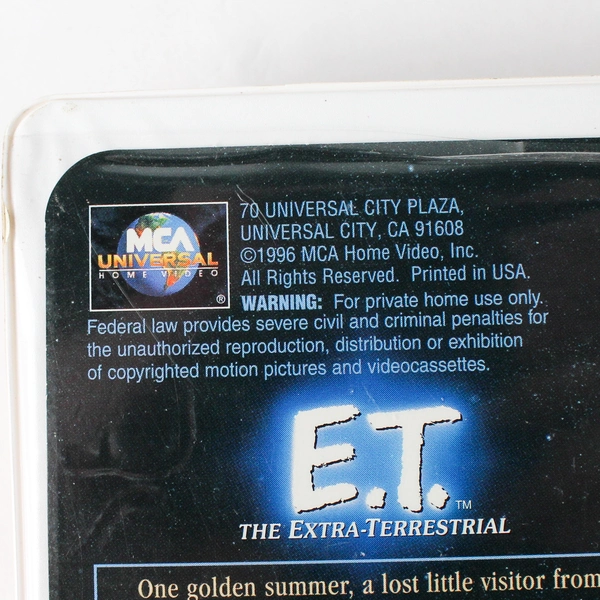 MCA
UNIVERSAL
HOME VIDEO
®
70 UNIVERSAL CITY PLAZA,
UNIVERSAL CITY, CA 91608
©1996 MCA Home Video, Inc.
All Rights Reserved. Printed in USA.
WARNING: For private home use only.
Federal law provides severe civil and criminal penalties for
the unauthorized reproduction, distribution or exhibition
of copyrighted motion pictures and videocassettes.
E.T.™
THE EXTRA-TERRESTRIAL
One golden summer, a lost little visitor from